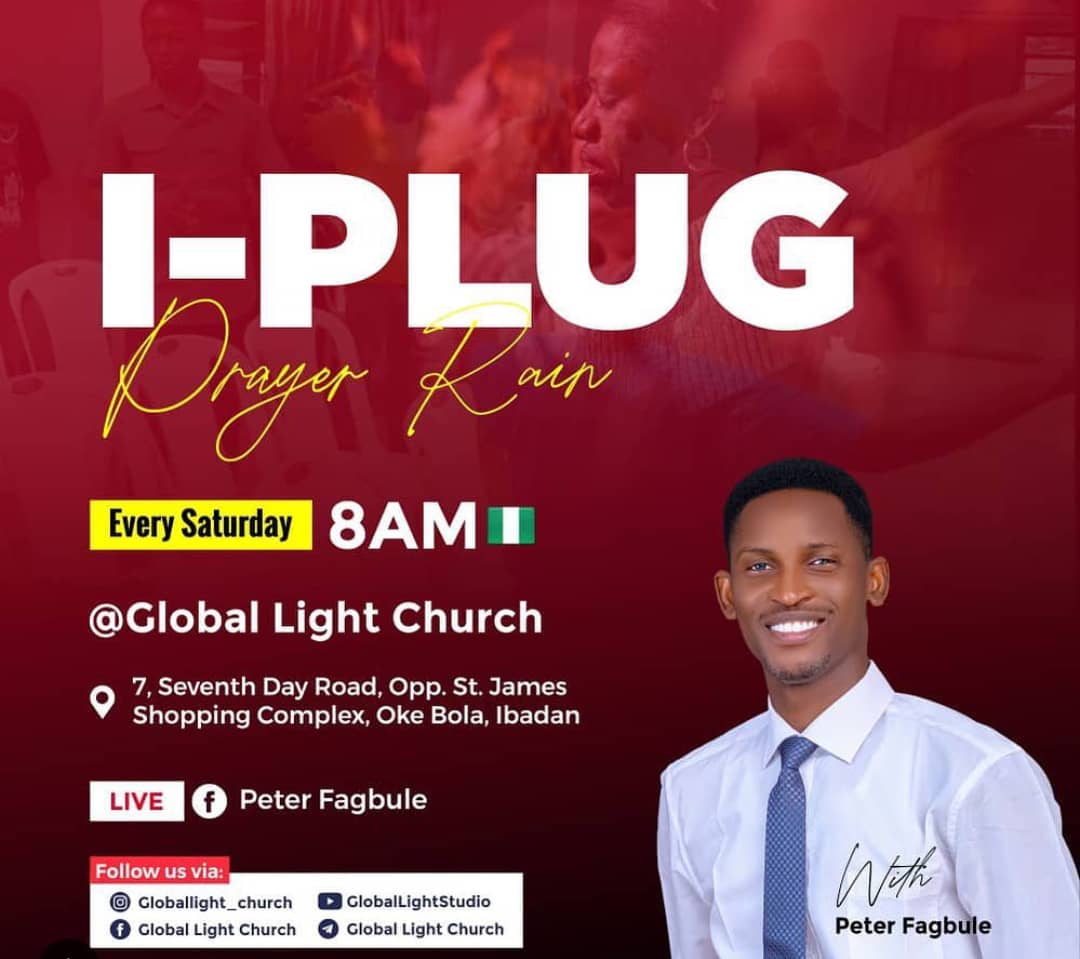 I-PLUG
Prayer Rain
Every Saturday 8AM
@Global Light Church
7, Seventh Day Road, Opp. St. James
Shopping Complex, Oke Bola, Ibadan
LIVE Peter Fagbule
Follow us via:
Globallight_church GlobalLightStudio
Global Light Church Global Light Church
With
Peter Fagbule